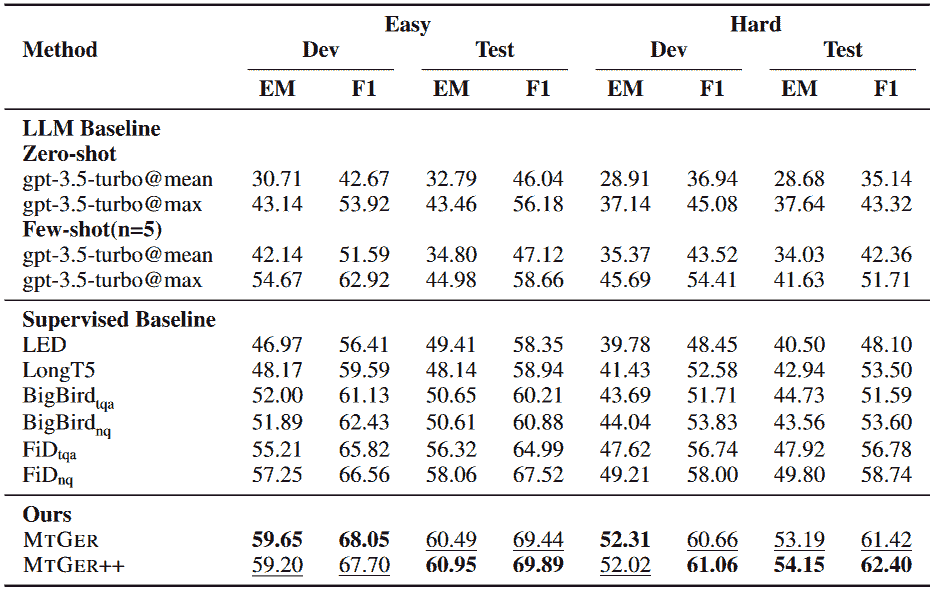 Easy Hard
Method Dev Test Dev Test
EM F1 EM F1 EM F1 EM F1
LLM Baseline
Zero-shot
gpt-3.5-turbo@mean 30.71 42.67 32.79 46.04 28.91 36.94 28.68 35.14
gpt-3.5-turbo@max 43.14 53.92 43.46 56.18 37.14 45.08 37.64 43.32
Few-shot(n=5)
gpt-3.5-turbo@mean 42.14 51.59 34.80 47.12 35.37 43.52 34.03 42.36
gpt-3.5-turbo@max 54.67 62.92 44.98 58.66 45.69 54.41 41.63 51.71
Supervised Baseline
LED 46.97 56.41 49.41 58.35 39.78 48.45 40.50 48.10
LongT5 48.17 59.59 48.14 58.94 41.43 52.58 42.94 53.50
BigBirdtqa 52.00 61.13 50.65 60.21 43.69 51.71 44.73 51.59
BigBirdnq 51.89 62.43 50.61 60.88 44.04 53.83 43.56 53.60
FiDtqa 55.21 65.82 56.32 64.99 47.62 56.74 47.92 56.78
FiDnq 57.25 66.56 58.06 67.52 49.21 58.00 49.80 58.74
Ours
MTGER 59.65 68.05 60.49 69.44 52.31 60.66 53.19 61.42
MTGER++ 59.20 67.70 60.95 69.89 52.02 61.06 54.15 62.40